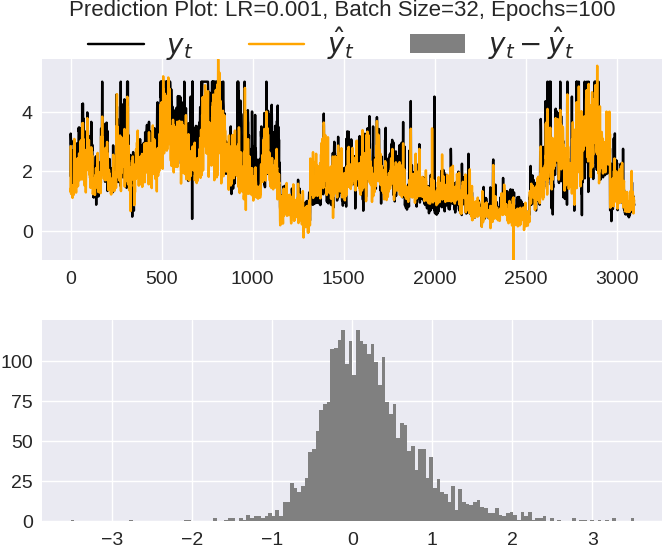 Prediction Plot: LR=0.001, Batch Size=32, Epochs=100
y_t ŷ_t y_t − ŷ_t
4
2
0
0 500 1000 1500 2000 2500 3000
100
75
50
25
0
−3 −2 −1 0 1 2 3